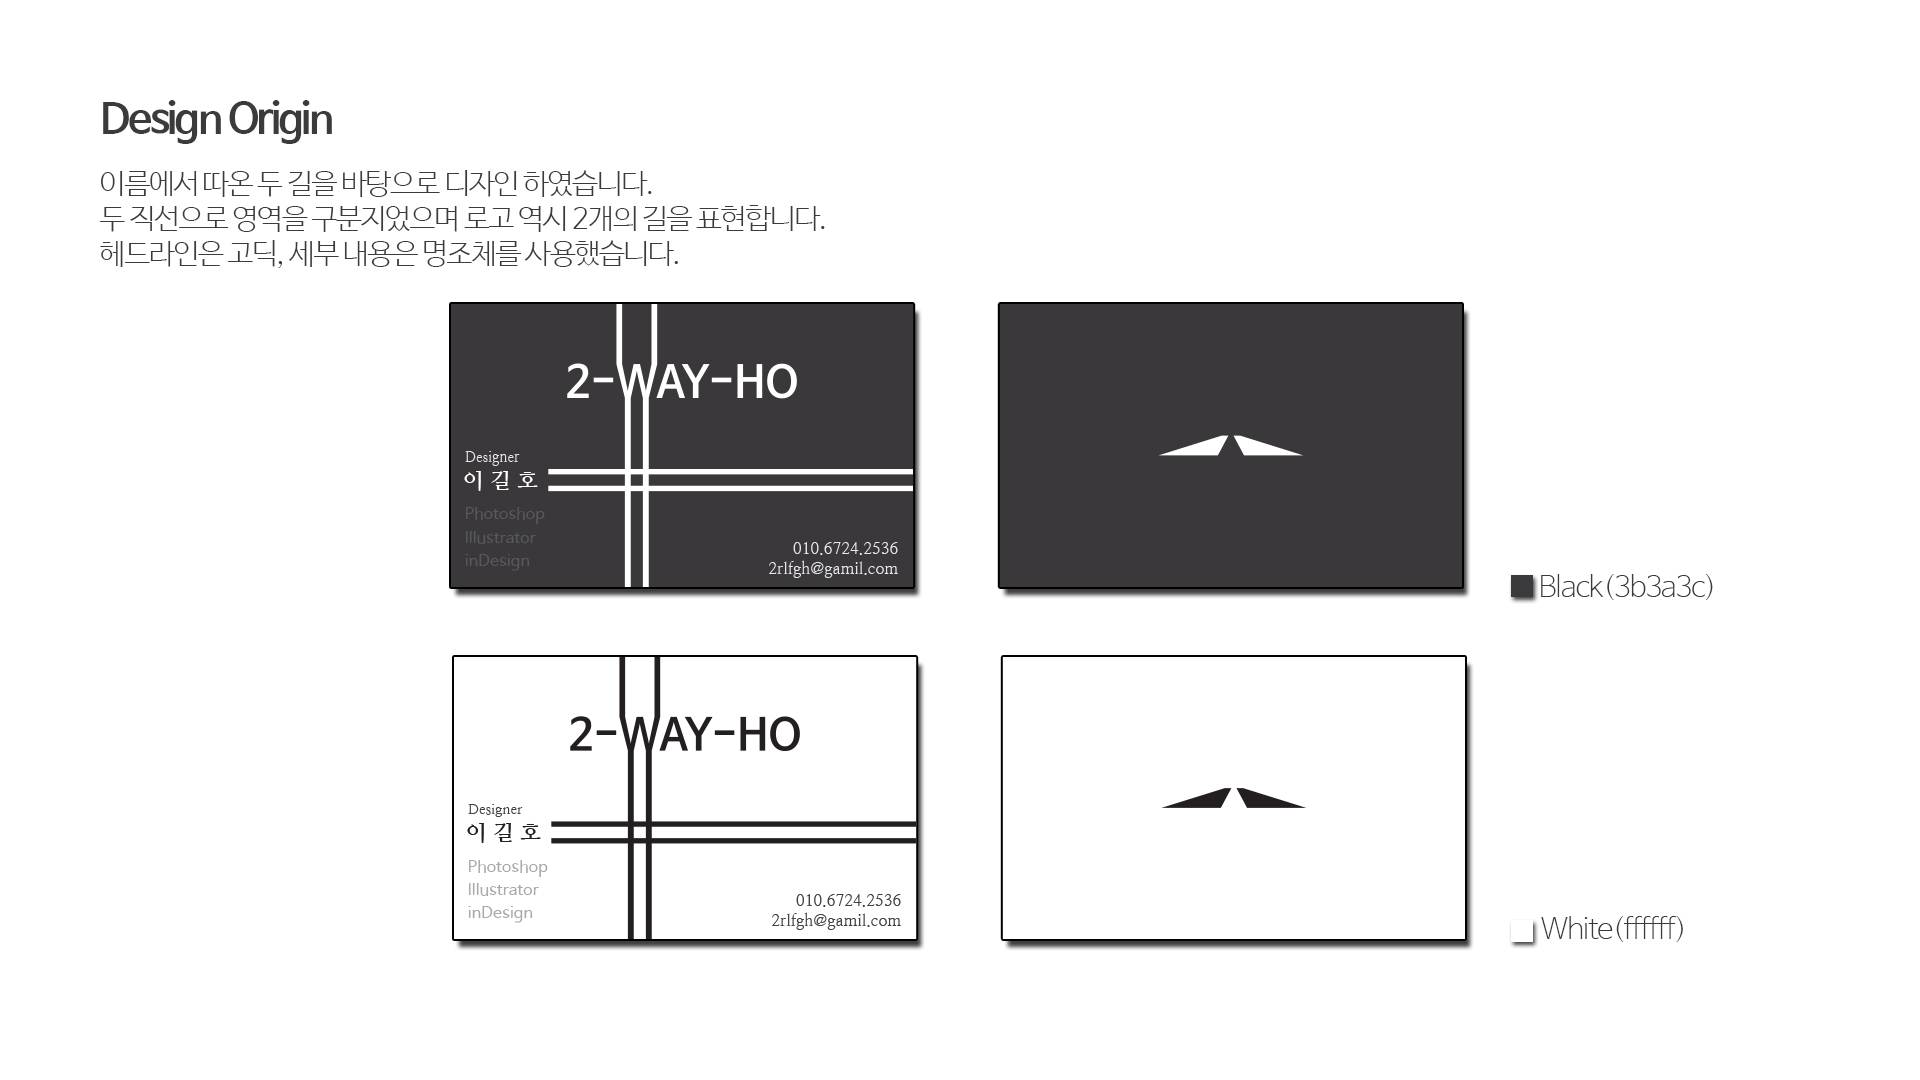 Design Origin
이름에서 따온 두 길을 바탕으로 디자인 하였습니다.
두 직선으로 영역을 구분지었으며 로고 역시 2개의 길을 표현합니다.
헤드라인은 고딕, 세부 내용은 명조체를 사용했습니다.
2-WAY-HO
Designer
이 길 호
Photoshop
Illustrator
inDesign
010.6724.2536
2rlfgh@gamil.com
Black(3b3a3c)
2-WAY-HO
Designer
이 길 호
Photoshop
Illustrator
inDesign
010.6724.2536
2rlfgh@gamil.com
White(ffffff)